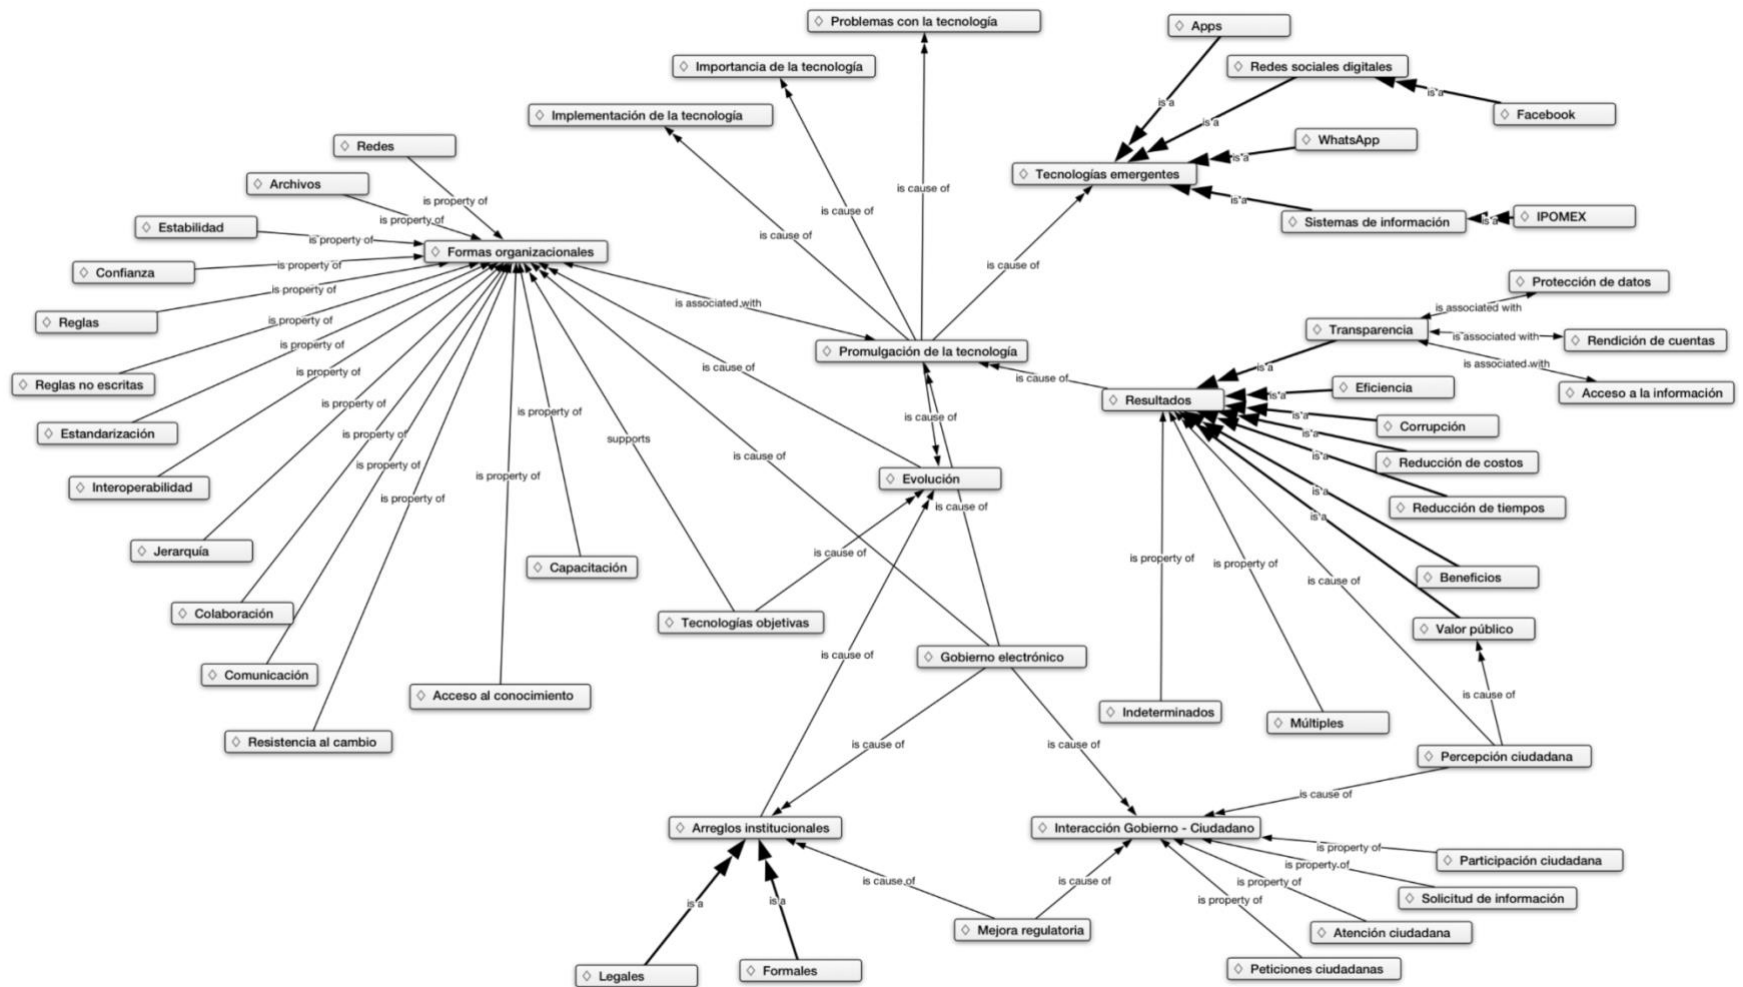 Problemas con la tecnología
Apps
Importancia de la tecnología
Redes sociales digitales
is a
is a
Facebook
Implementación de la tecnología
is a
WhatsApp
Redes
is a
Tecnologías emergentes
Archivos
is property of
is cause of
is a
IPOMEX
is property of
is cause of
Sistemas de información
is a
Estabilidad
is property of
is cause of
Formas organizacionales
is property of
is cause of
Confianza
Protección de datos
is property of
is associated with
is associated with
Reglas
is property of
Transparencia
is associated with
Rendición de cuentas
is property of
Promulgación de la tecnología
is associated with
is property of
is cause of
is cause of
is a
Reglas no escritas
Eficiencia
Acceso a la información
is property of
Resultados
is a
is property of
is property of
is cause of
is a
Corrupción
Estandarización
is property of
supports
is a
is cause of
is a
Reducción de costos
is property of
is property of
Evolución
is a
Interoperabilidad
is property of
is cause of
is a
Reducción de tiempos
Jerarquía
is cause of
is property of
is property of
Capacitación
is cause of
Beneficios
Colaboración
Tecnologías objetivas
Valor público
is cause of
Gobierno electrónico
Comunicación
Acceso al conocimiento
is cause of
Indeterminados
Múltiples
Resistencia al cambio
is cause of
is cause of
Percepción ciudadana
is cause of
Arreglos institucionales
Interacción Gobierno - Ciudadano
is property of
Participación ciudadana
is property of
is cause of
is cause of
is property of
Solicitud de información
is a
is a
is property of
Mejora regulatoria
Atención ciudadana
Legales
Formales
Peticiones ciudadanas